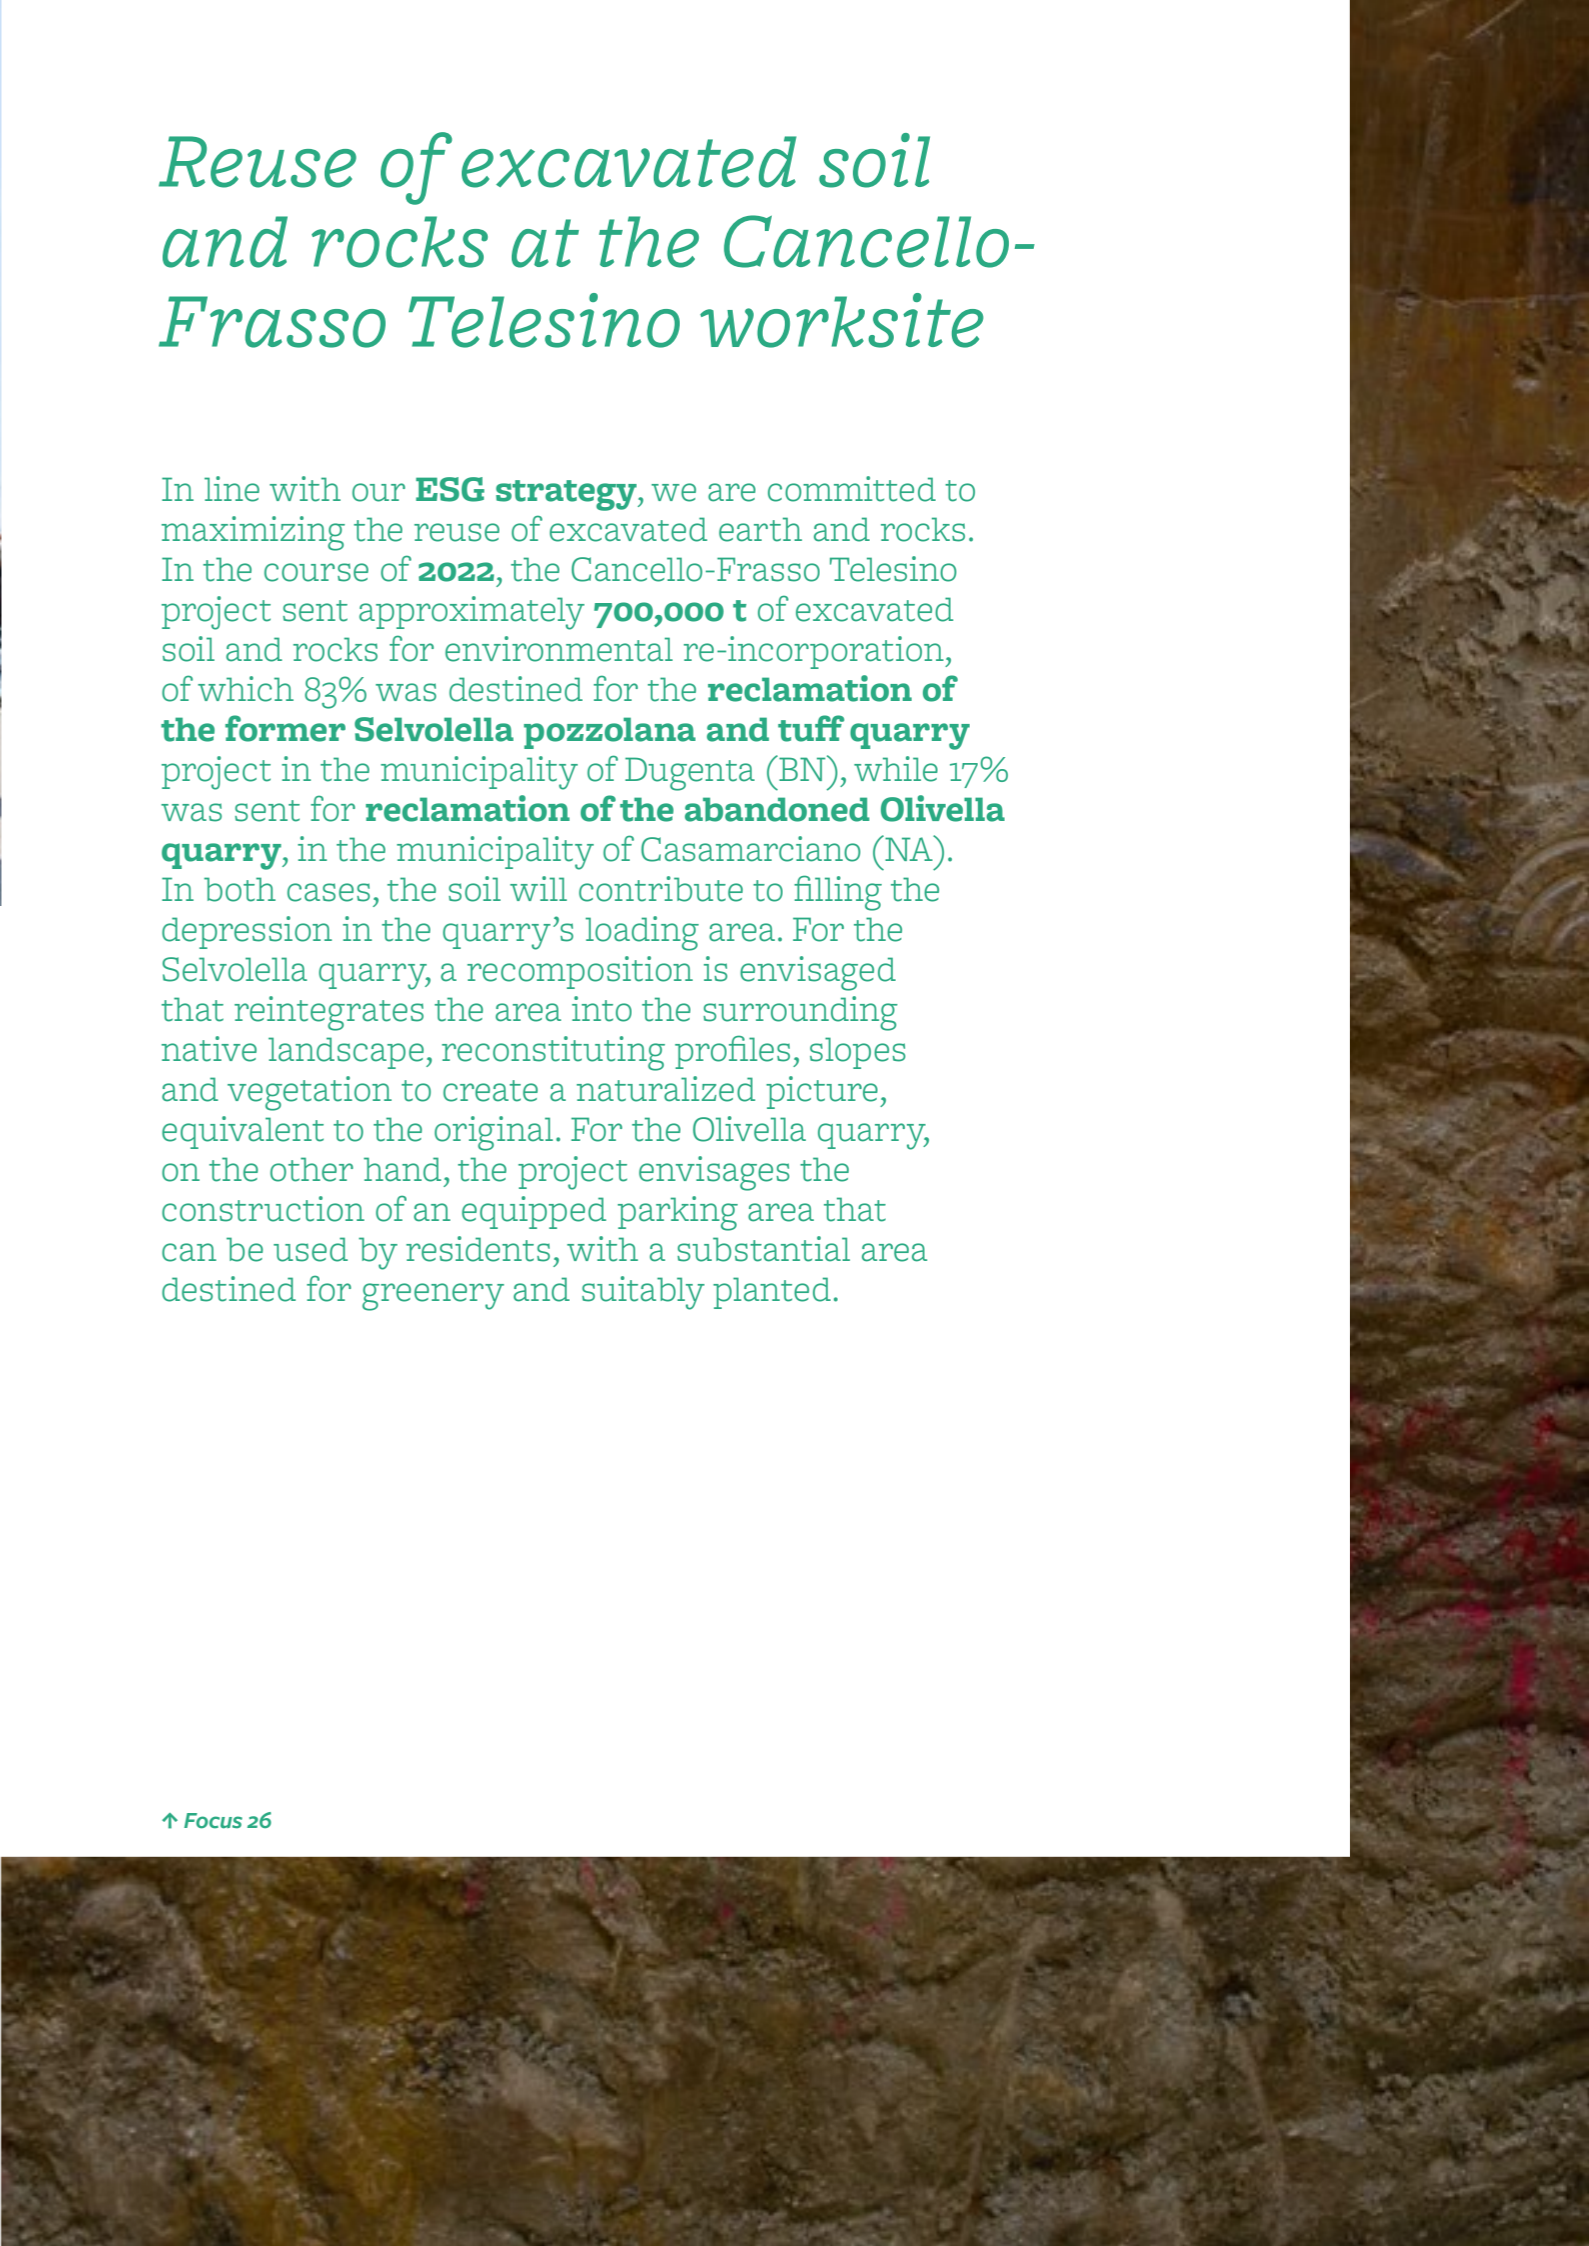 Reuse of excavated soil
and rocks at the Cancello-
Frasso Telesino worksite
In line with our ESG strategy, we are committed to
maximizing the reuse of excavated earth and rocks.
In the course of 2022, the Cancello-Frasso Telesino
project sent approximately 700,000 t of excavated
soil and rocks for environmental re-incorporation,
of which 83% was destined for the reclamation of
the former Selvolella pozzolana and tuff quarry
project in the municipality of Dugenta (BN), while 17%
was sent for reclamation of the abandoned Olivella
quarry, in the municipality of Casamarciano (NA).
In both cases, the soil will contribute to filling the
depression in the quarry’s loading area. For the
Selvolella quarry, a recomposition is envisaged
that reintegrates the area into the surrounding
native landscape, reconstituting profiles, slopes
and vegetation to create a naturalized picture,
equivalent to the original. For the Olivella quarry,
on the other hand, the project envisages the
construction of an equipped parking area that
can be used by residents, with a substantial area
destined for greenery and suitably planted.
↑ Focus 26